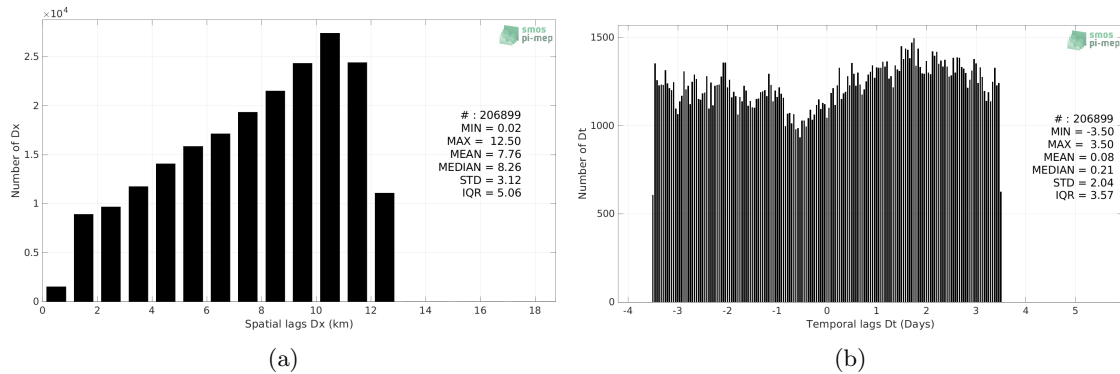 ×10⁴
2.5
2
1.5
1
0.5
0
Number of Dx
0 2 4 6 8 10 12 14 16 18
Spatial lags Dx (km)
smos
pi-mep
# : 206899
MIN = 0.02
MAX = 12.50
MEAN = 7.76
MEDIAN = 8.26
STD = 3.12
IQR = 5.06
(a)
1500
1000
500
0
Number of Dt
-4 -3 -2 -1 0 1 2 3 4 5
Temporal lags Dt (Days)
smos
pi-mep
# : 206899
MIN = -3.50
MAX = 3.50
MEAN = 0.08
MEDIAN = 0.21
STD = 2.04
IQR = 3.57
(b)